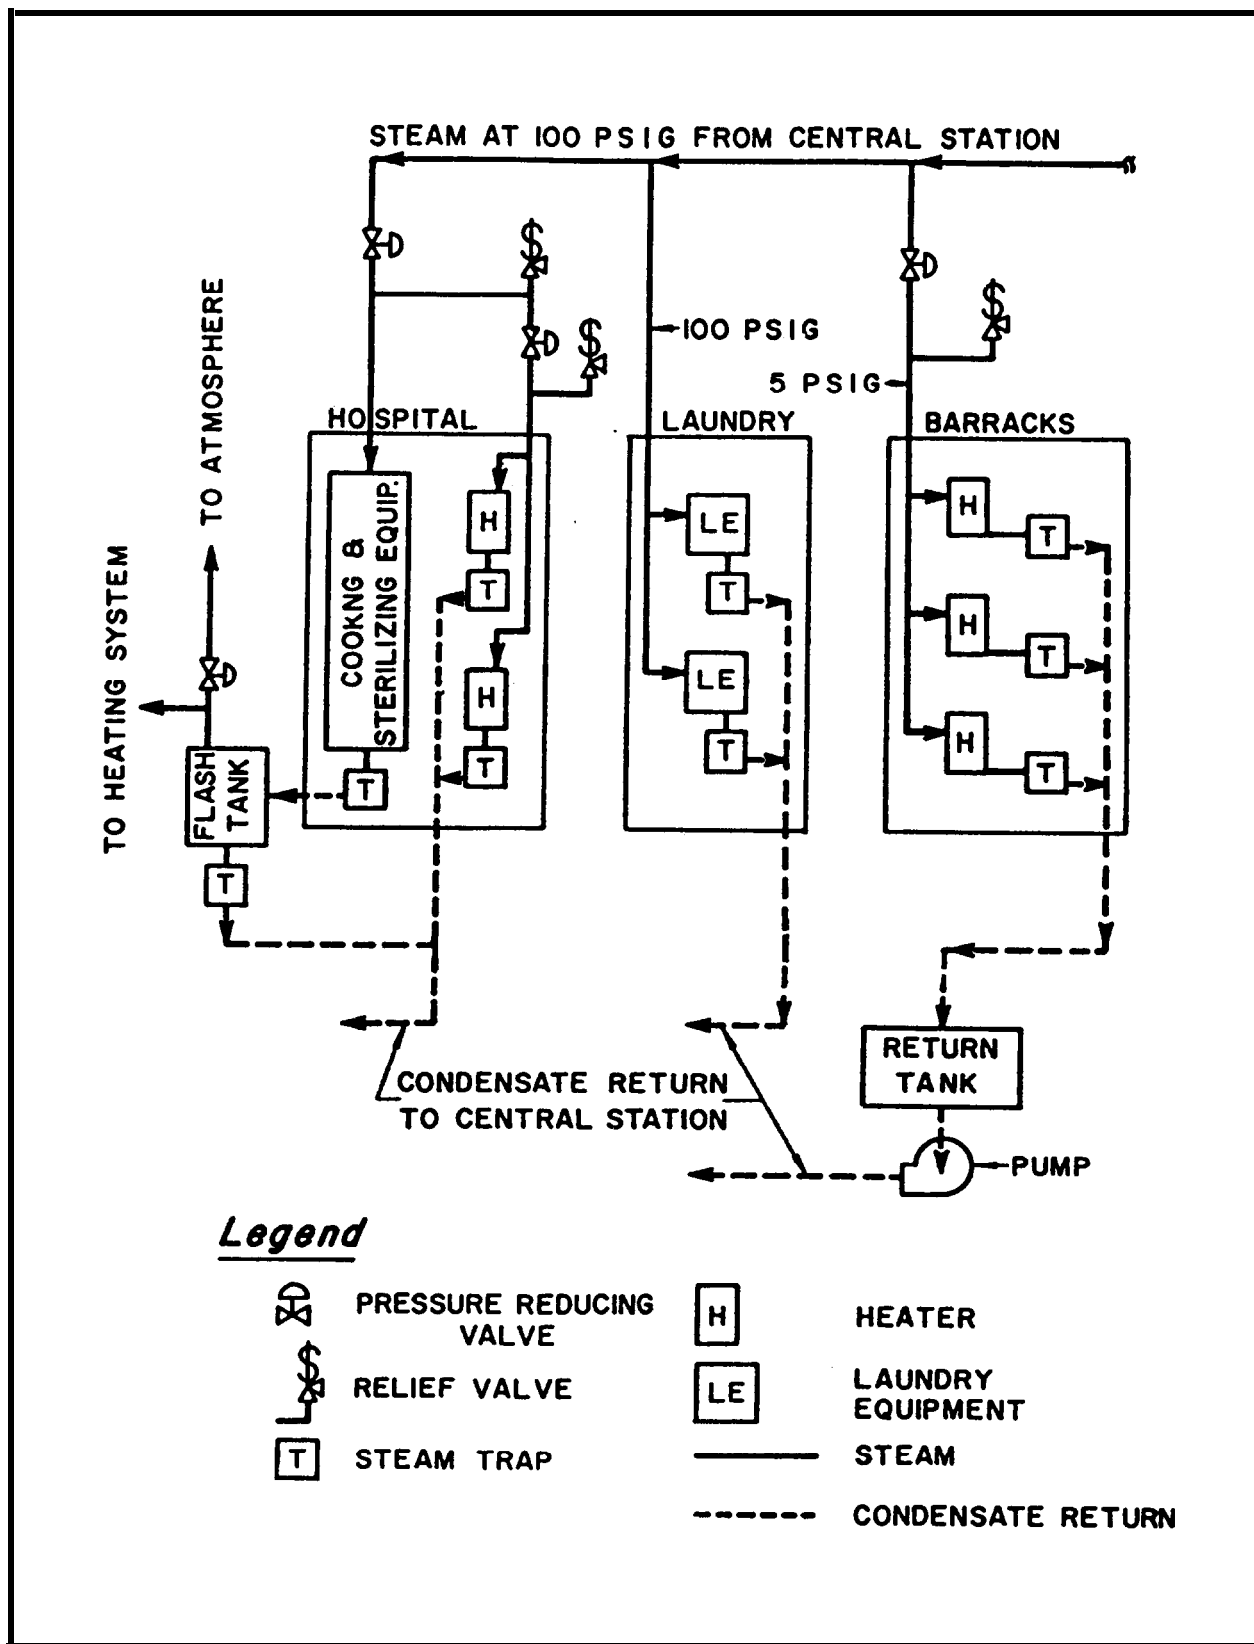 STEAM AT 100 PSIG FROM CENTRAL STATION
100 PSIG
5 PSIG
TO ATMOSPHERE
TO HEATING SYSTEM
HOSPITAL
LAUNDRY
BARRACKS
COOKNG &
STERILIZING EQUIP.
H
T
H
T
T
LE
T
LE
T
H
T
H
T
H
T
FLASH
TANK
T
CONDENSATE RETURN
TO CENTRAL STATION
RETURN
TANK
PUMP
Legend
PRESSURE REDUCING
VALVE
RELIEF VALVE
T
STEAM TRAP
H
HEATER
LE
LAUNDRY
EQUIPMENT
STEAM
CONDENSATE RETURN